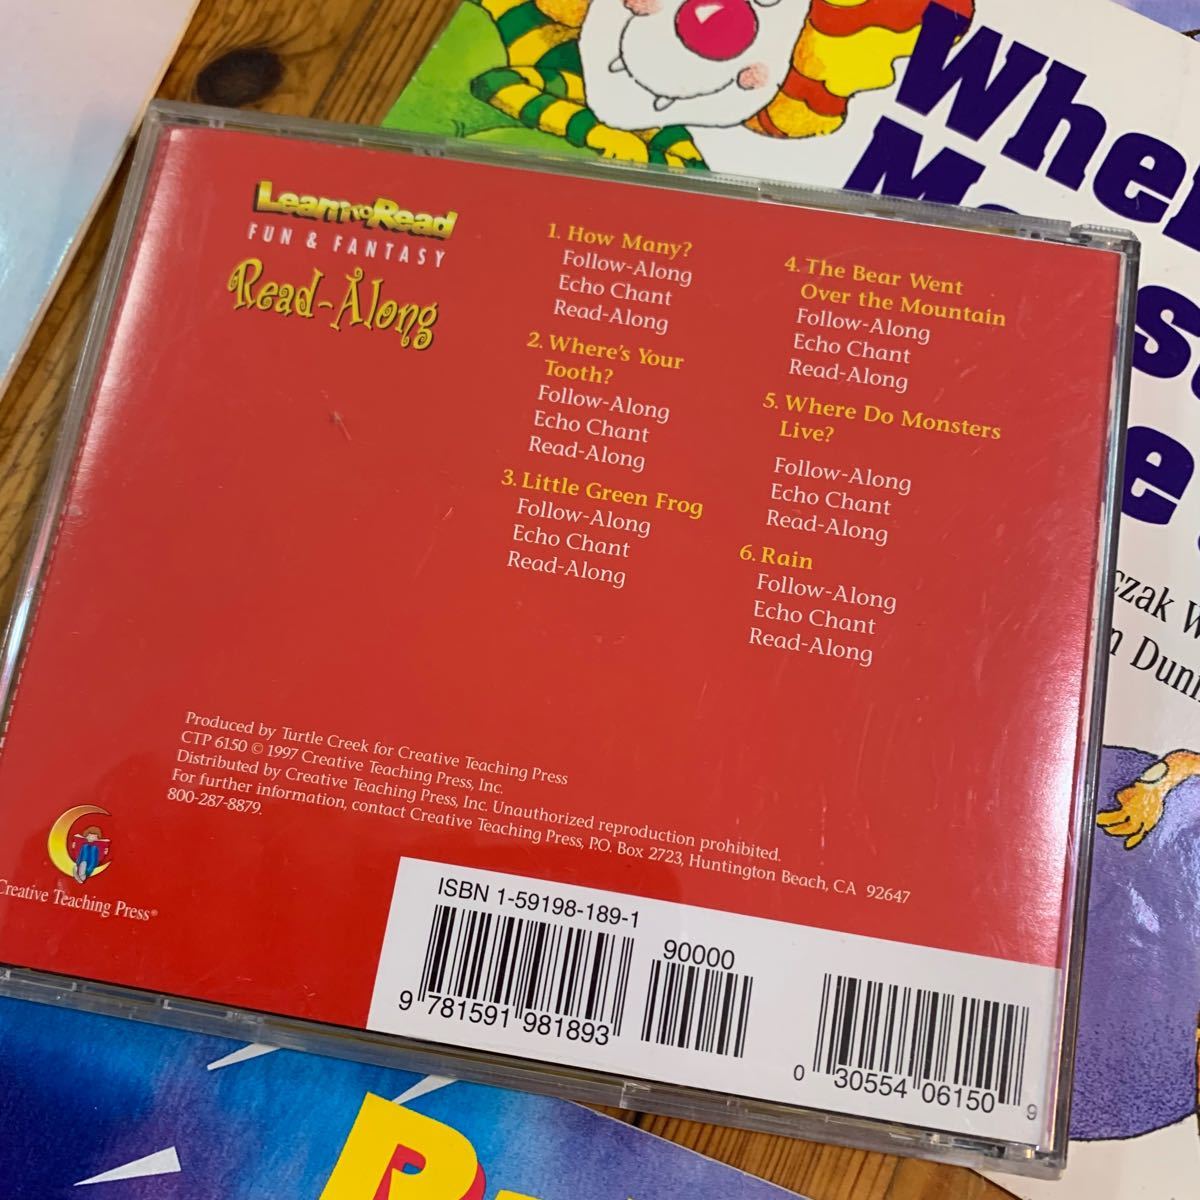 Learn to Read
FUN & FANTASY
Read-Along
1. How Many?
Follow-Along
Echo Chant
Read-Along
2. Where's Your
Tooth?
Follow-Along
Echo Chant
Read-Along
3. Little Green Frog
Follow-Along
Echo Chant
Read-Along
4. The Bear Went
Over the Mountain
Follow-Along
Echo Chant
Read-Along
5. Where Do Monsters
Live?
Follow-Along
Echo Chant
Read-Along
6. Rain
Follow-Along
Echo Chant
Read-Along
Produced by Turtle Creek for Creative Teaching Press
CTP 6150 © 1997 Creative Teaching Press, Inc.
Distributed by Creative Teaching Press, Inc. Unauthorized reproduction prohibited.
For further information, contact Creative Teaching Press, P.O. Box 2723, Huntington Beach, CA 92647
800-287-8879.
Creative Teaching Press®
ISBN 1-59198-189-1
90000
9 781591 981893
0 30554 06150 9